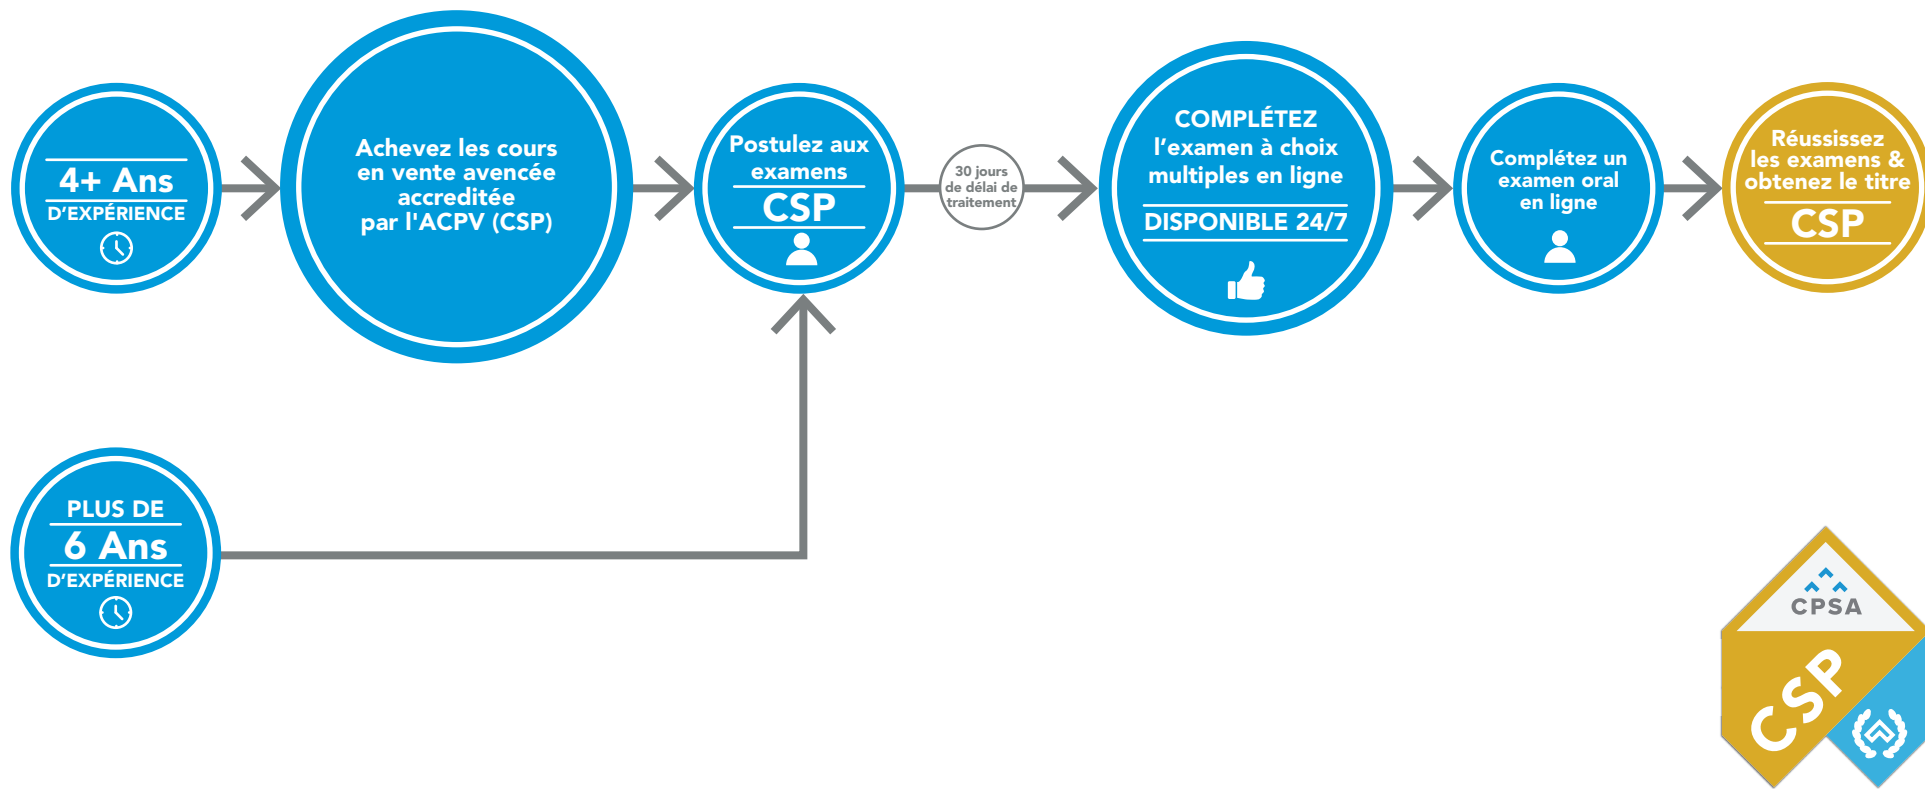 4+ Ans
D'EXPÉRIENCE
Achevez les cours
en vente avencée
accreditée
par l'ACPV (CSP)
Postulez aux
examens
CSP
30 jours
de délai de
traitement
COMPLÉTEZ
l'examen à choix
multiples en ligne
DISPONIBLE 24/7
Complétez un
examen oral
en ligne
Réussissez
les examens &
obtenez le titre
CSP
PLUS DE
6 Ans
D'EXPÉRIENCE
CPSA
CSP